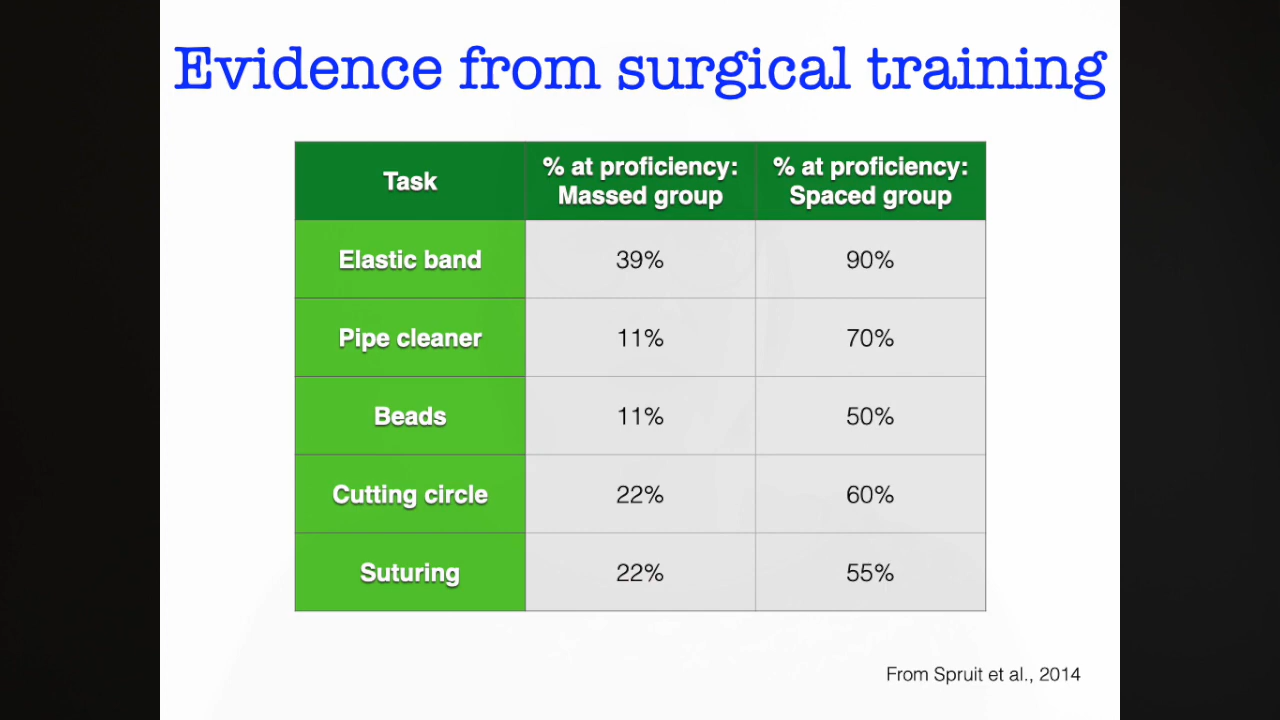 Evidence from surgical training
Task
% at proficiency:
Massed group
% at proficiency:
Spaced group
Elastic band 39% 90%
Pipe cleaner 11% 70%
Beads 11% 50%
Cutting circle 22% 60%
Suturing 22% 55%
From Spruit et al., 2014